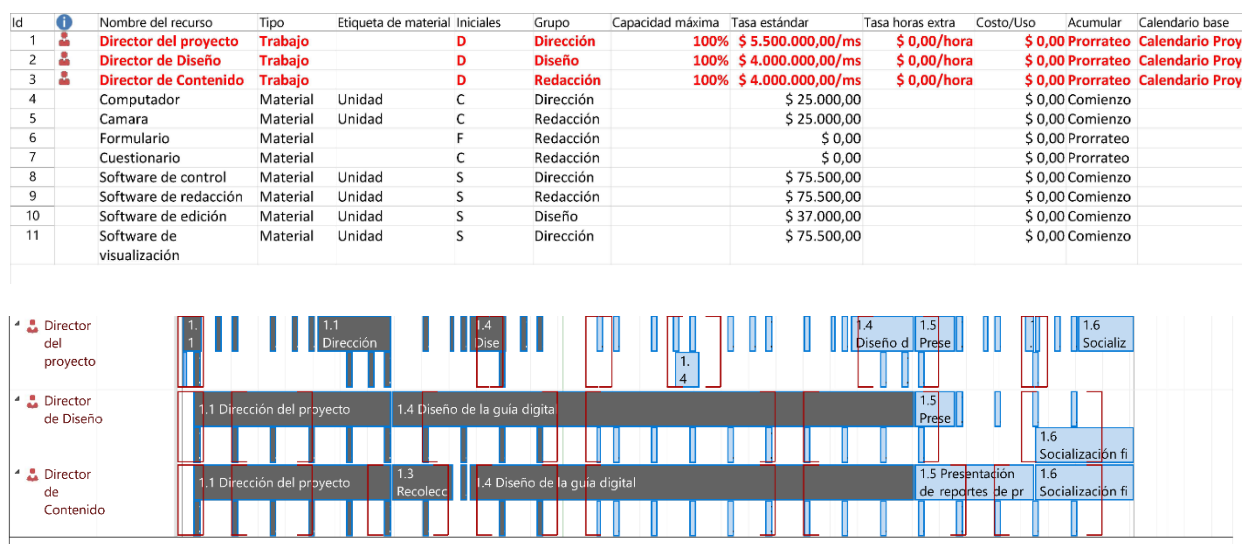 Id Nombre del recurso Tipo Etiqueta de material Iniciales Grupo Capacidad máxima Tasa estándar Tasa horas extra Costo/Uso Acumular Calendario base
1 Director del proyecto Trabajo D Dirección 100% $ 5.500.000,00/ms $ 0,00/hora $ 0,00 Prorrateo Calendario Proy
2 Director de Diseño Trabajo D Diseño 100% $ 4.000.000,00/ms $ 0,00/hora $ 0,00 Prorrateo Calendario Proy
3 Director de Contenido Trabajo D Redacción 100% $ 4.000.000,00/ms $ 0,00/hora $ 0,00 Prorrateo Calendario Proy
4 Computador Material Unidad C Dirección $ 25.000,00 $ 0,00 Comienzo
5 Camara Material Unidad C Redacción $ 25.000,00 $ 0,00 Comienzo
6 Formulario Material F Redacción $ 0,00 $ 0,00 Prorrateo
7 Cuestionario Material C Redacción $ 0,00 $ 0,00 Prorrateo
8 Software de control Material Unidad S Dirección $ 75.500,00 $ 0,00 Comienzo
9 Software de redacción Material Unidad S Redacción $ 75.500,00 $ 0,00 Comienzo
10 Software de edición Material Unidad S Diseño $ 37.000,00 $ 0,00 Comienzo
11 Software de Material Unidad S Dirección $ 75.500,00 $ 0,00 Comienzo
visualización
Director 1. 1.1 1.4 1.4 1.5 1.6
del 1 Dirección Dise Diseño d Prese Socializ
proyecto 1.
4
Director 1.1 Dirección del proyecto 1.4 Diseño de la guía digital 1.5
de Diseño Prese
1.6
Socialización fi
Director 1.1 Dirección del proyecto 1.3 1.4 Diseño de la guía digital 1.5 Presentación 1.6
de Recolecc de reportes de pr Socialización fi
Contenido